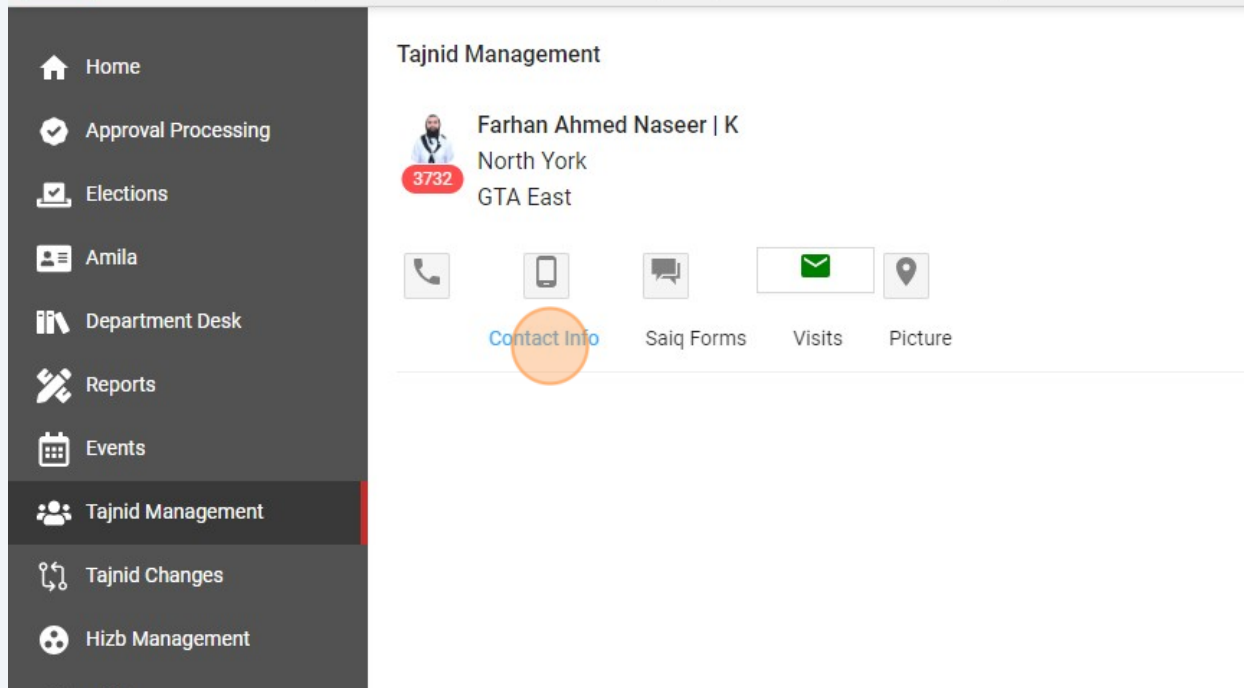 Home
Approval Processing
Elections
Amila
Department Desk
Reports
Events
Tajnid Management
Tajnid Changes
Hizb Management
Tajnid Management
Farhan Ahmed Naseer | K
North York
3732
GTA East
Contact Info
Saiq Forms
Visits
Picture